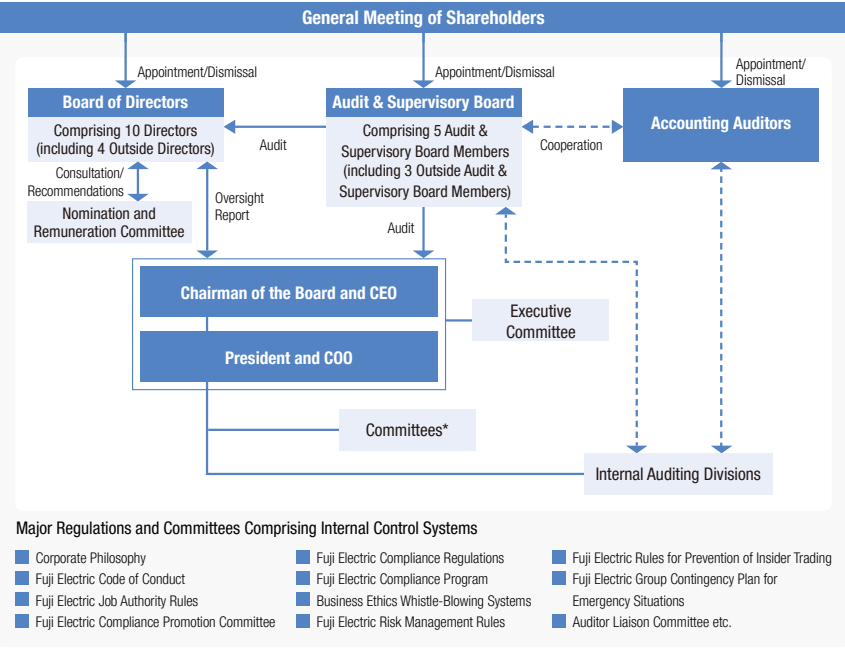 General Meeting of Shareholders
Appointment/Dismissal
Appointment/Dismissal
Appointment/
Dismissal
Board of Directors
Comprising 10 Directors
(including 4 Outside Directors)
Audit
Audit & Supervisory Board
Comprising 5 Audit &
Supervisory Board Members
(including 3 Outside Audit &
Supervisory Board Members)
Cooperation
Accounting Auditors
Consultation/
Recommendations
Nomination and
Remuneration Committee
Oversight
Report
Audit
Chairman of the Board and CEO
President and COO
Executive
Committee
Committees*
Internal Auditing Divisions
Major Regulations and Committees Comprising Internal Control Systems
Corporate Philosophy
Fuji Electric Code of Conduct
Fuji Electric Job Authority Rules
Fuji Electric Compliance Promotion Committee
Fuji Electric Compliance Regulations
Fuji Electric Compliance Program
Business Ethics Whistle-Blowing Systems
Fuji Electric Risk Management Rules
Fuji Electric Rules for Prevention of Insider Trading
Fuji Electric Group Contingency Plan for
Emergency Situations
Auditor Liaison Committee etc.